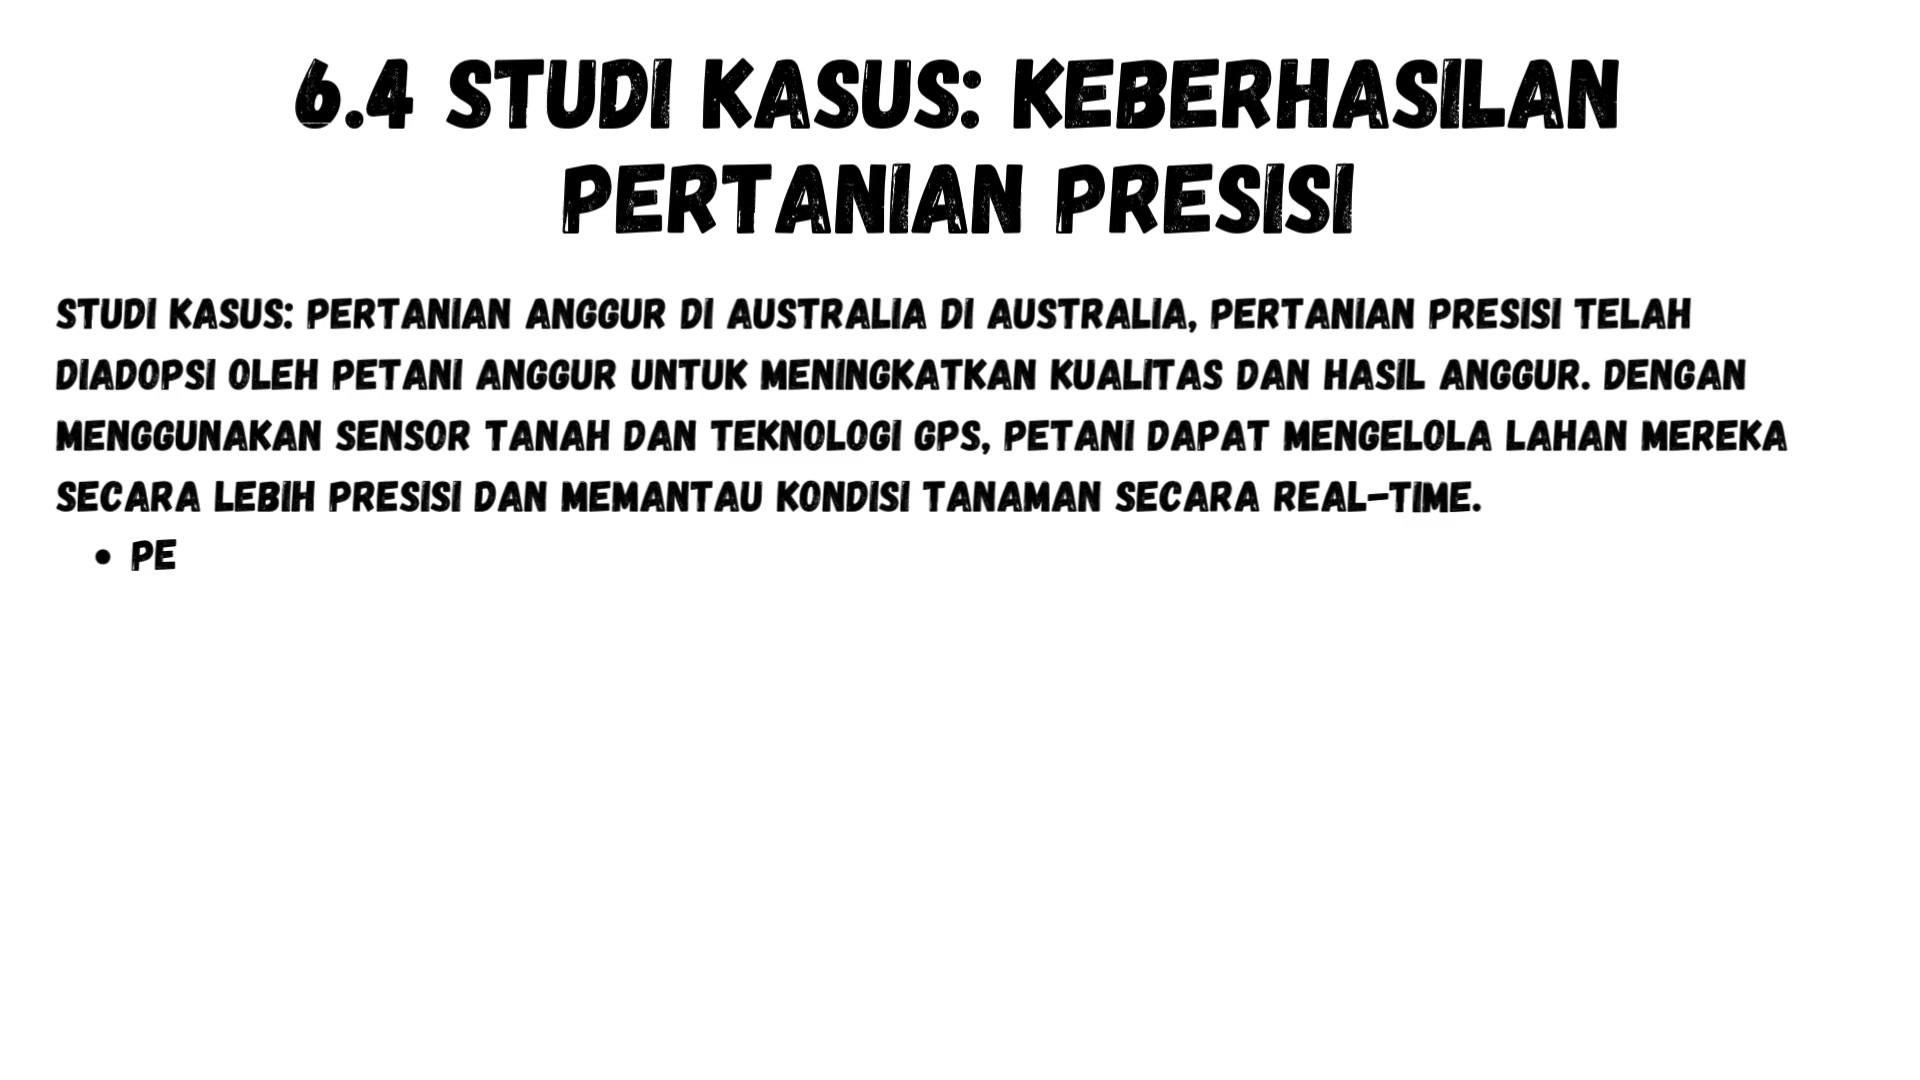 6.4 STUDI KASUS: KEBERHASILAN
PERTANIAN PRESISI
STUDI KASUS: PERTANIAN ANGGUR DI AUSTRALIA DI AUSTRALIA, PERTANIAN PRESISI TELAH
DIADOPSI OLEH PETANI ANGGUR UNTUK MENINGKATKAN KUALITAS DAN HASIL ANGGUR. DENGAN
MENGGUNAKAN SENSOR TANAH DAN TEKNOLOGI GPS, PETANI DAPAT MENGELOLA LAHAN MEREKA
SECARA LEBIH PRESISI DAN MEMANTAU KONDISI TANAMAN SECARA REAL-TIME.
• PE